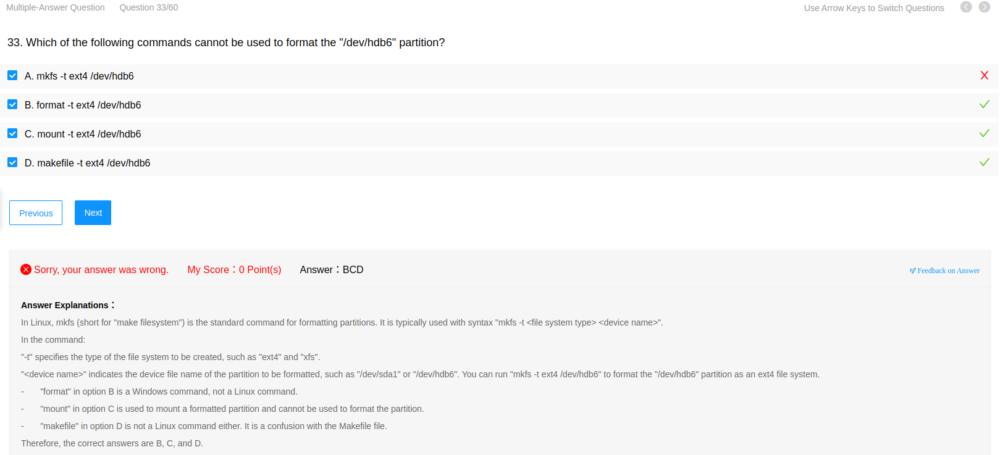 Multiple-Answer Question Question 33/60 Use Arrow Keys to Switch Questions
33. Which of the following commands cannot be used to format the "/dev/hdb6" partition?
A. mkfs -t ext4 /dev/hdb6
B. format -t ext4 /dev/hdb6
C. mount -t ext4 /dev/hdb6
D. makefile -t ext4 /dev/hdb6
Previous Next
Sorry, your answer was wrong. My Score：0 Point(s) Answer：BCD Feedback on Answer
Answer Explanations：
In Linux, mkfs (short for "make filesystem") is the standard command for formatting partitions. It is typically used with syntax "mkfs -t <file system type> <device name>".
In the command:
"-t" specifies the type of the file system to be created, such as "ext4" and "xfs".
"<device name>" indicates the device file name of the partition to be formatted, such as "/dev/sda1" or "/dev/hdb6". You can run "mkfs -t ext4 /dev/hdb6" to format the "/dev/hdb6" partition as an ext4 file system.
- "format" in option B is a Windows command, not a Linux command.
- "mount" in option C is used to mount a formatted partition and cannot be used to format the partition.
- "makefile" in option D is not a Linux command either. It is a confusion with the Makefile file.
Therefore, the correct answers are B, C, and D.